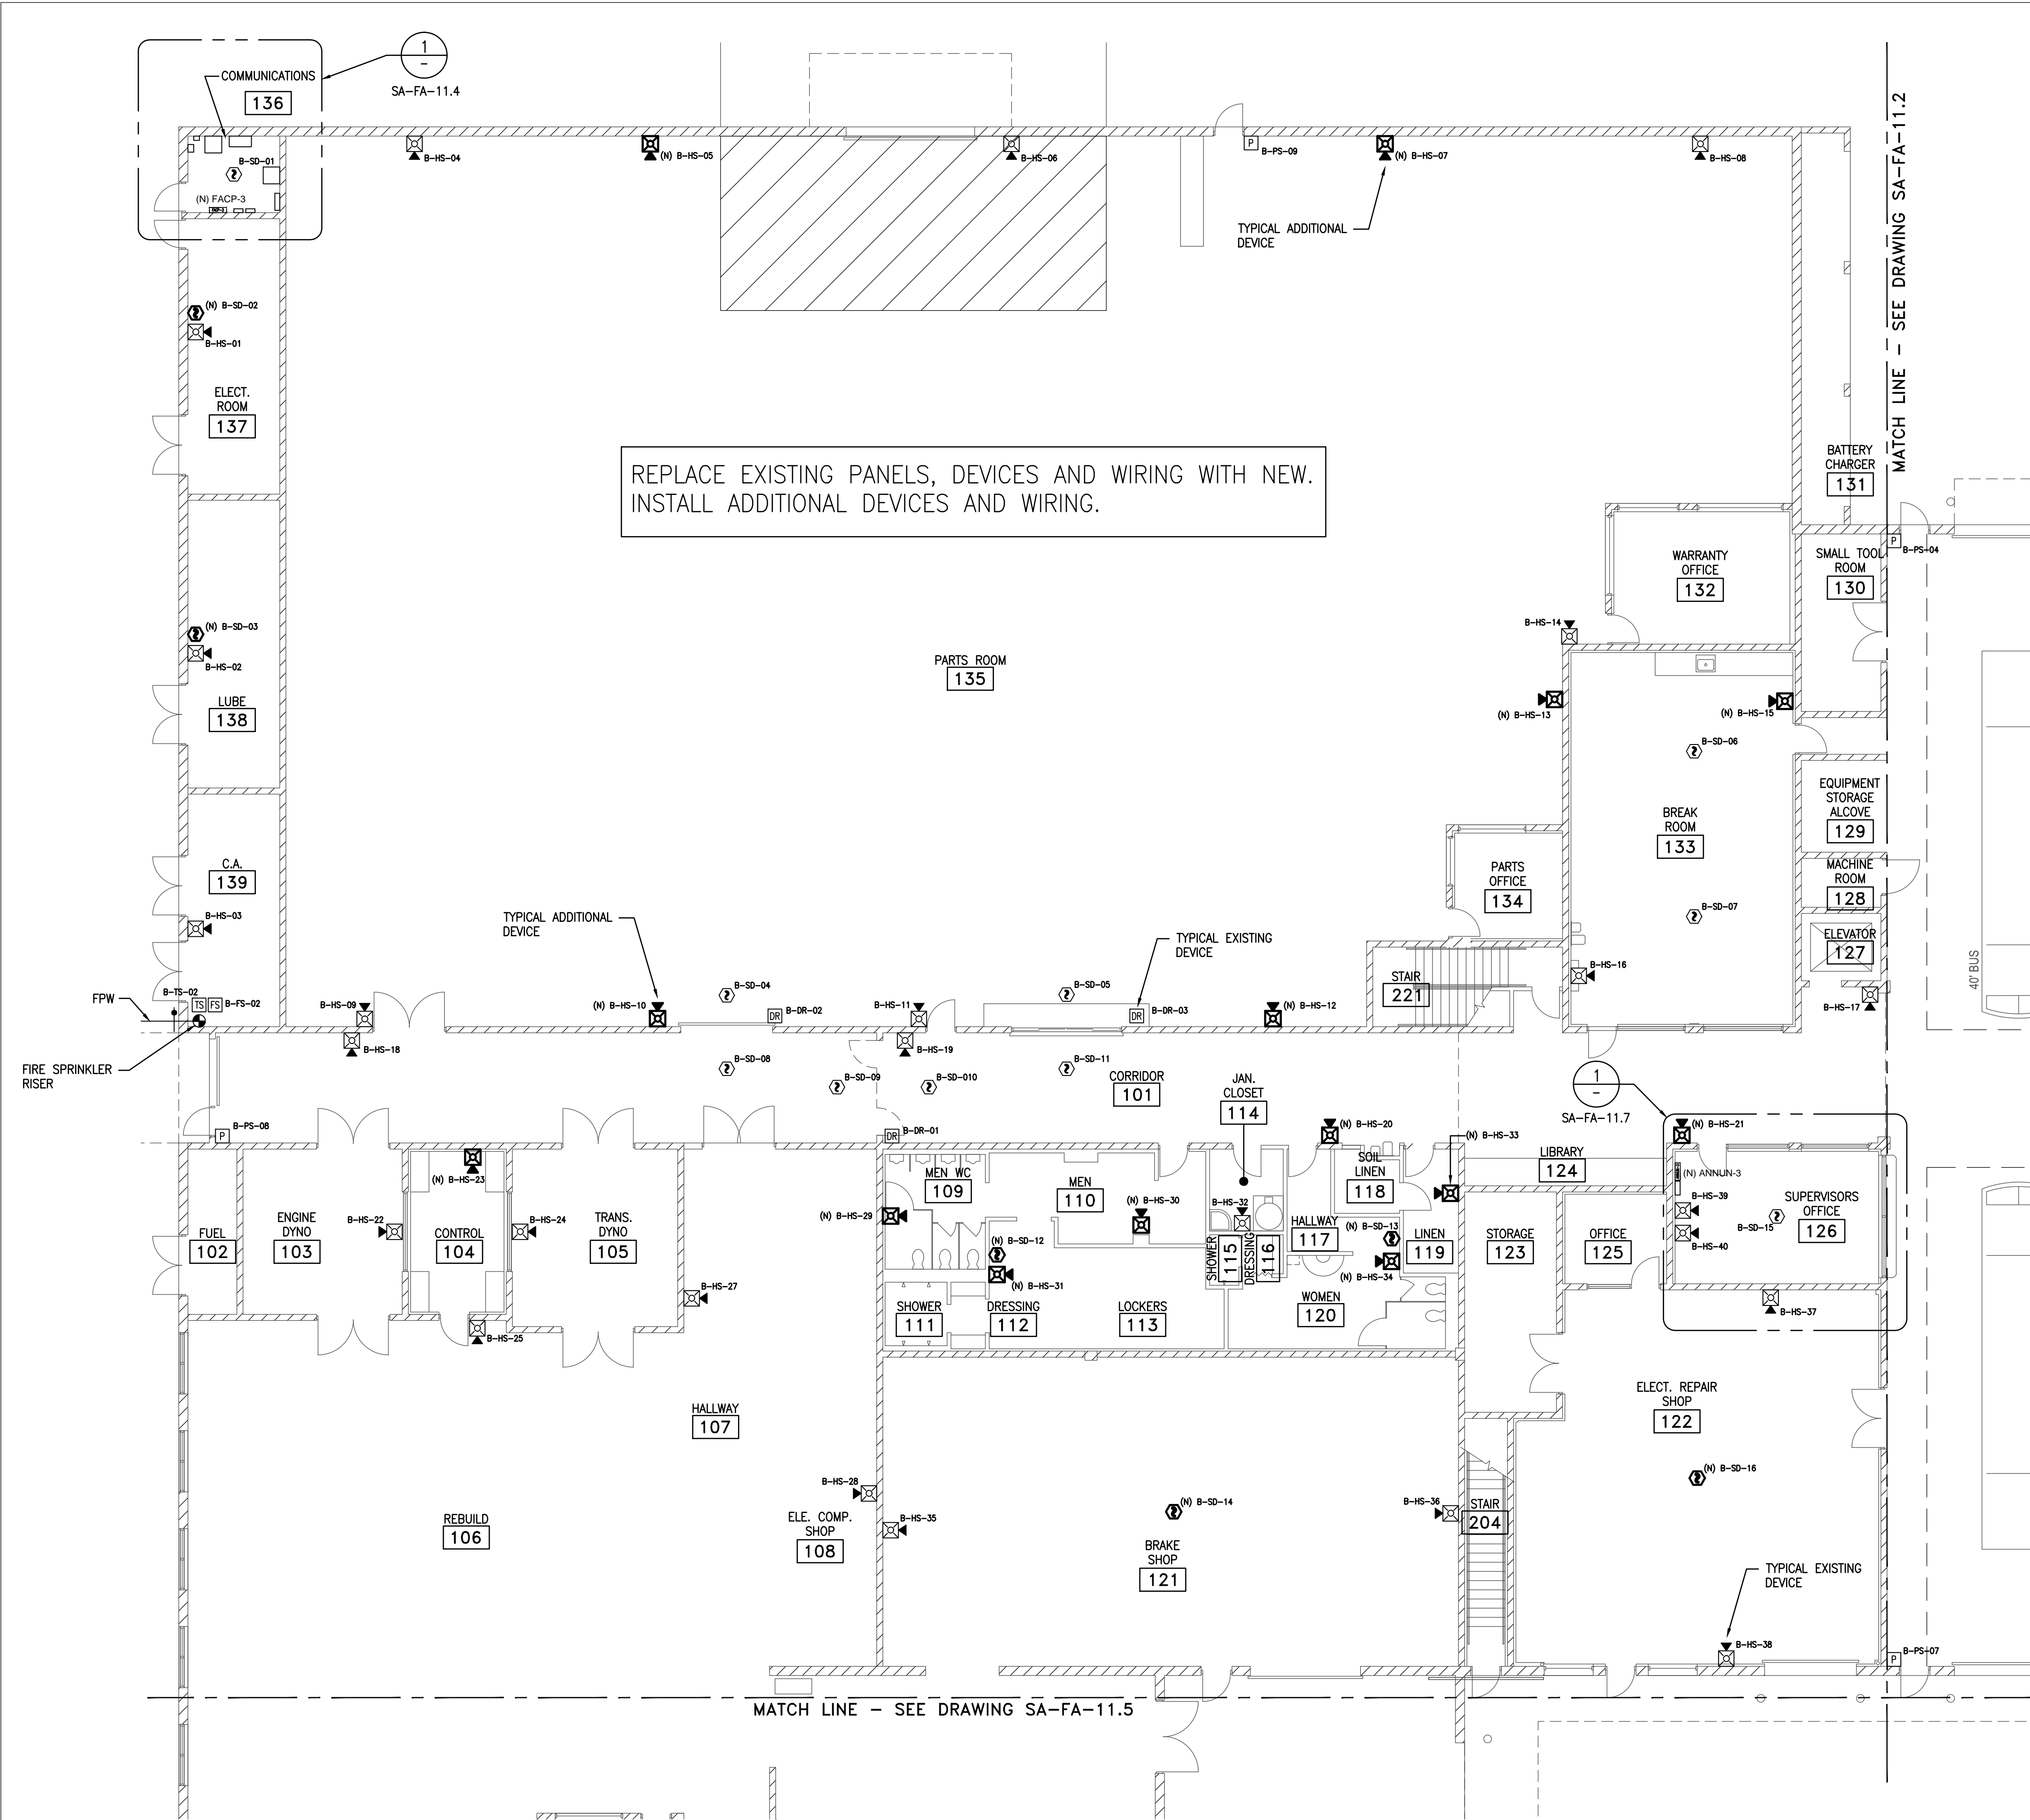 1
-
SA-FA-11.4
COMMUNICATIONS
136
B-SD-01
(N) FACP-3
B-HS-04
(N) B-HS-05
B-HS-06
P
B-PS-09
(N) B-HS-07
B-HS-08
TYPICAL ADDITIONAL
DEVICE
MATCH LINE - SEE DRAWING SA-FA-11.2
(N) B-SD-02
B-HS-01
ELECT.
ROOM
137
REPLACE EXISTING PANELS, DEVICES AND WIRING WITH NEW.
INSTALL ADDITIONAL DEVICES AND WIRING.
BATTERY
CHARGER
131
P
B-PS-04
WARRANTY
OFFICE
132
SMALL TOOL
ROOM
130
(N) B-SD-03
B-HS-02
LUBE
138
PARTS ROOM
135
B-HS-14
(N) B-HS-13
(N) B-HS-15
B-SD-06
EQUIPMENT
STORAGE
ALCOVE
129
BREAK
ROOM
133
C.A.
139
B-HS-03
PARTS
OFFICE
134
MACHINE
ROOM
128
B-SD-07
ELEVATOR
127
40' BUS
TYPICAL ADDITIONAL
DEVICE
TYPICAL EXISTING
DEVICE
STAIR
221
B-HS-16
B-HS-17
FPW
B-TS-02
TS
FS
B-FS-02
B-HS-09
(N) B-HS-10
B-SD-04
DR
B-DR-02
B-HS-11
B-SD-05
DR
B-DR-03
(N) B-HS-12
FIRE SPRINKLER
RISER
B-HS-18
B-HS-19
B-SD-08
B-SD-09
B-SD-010
B-SD-11
CORRIDOR
101
JAN.
CLOSET
114
1
-
SA-FA-11.7
P
B-PS-08
DR
B-DR-01
(N) B-HS-20
(N) B-HS-33
(N) B-HS-21
LIBRARY
124
(N) ANNUN-3
(N) B-HS-23
MEN WC
109
MEN
110
SOIL
LINEN
118
B-HS-39
SUPERVISORS
OFFICE
126
B-SD-15
B-HS-40
FUEL
102
ENGINE
DYNO
103
B-HS-22
CONTROL
104
B-HS-24
TRANS.
DYNO
105
(N) B-HS-29
(N) B-HS-30
B-HS-32
HALLWAY
117
(N) B-SD-13
LINEN
119
STORAGE
123
OFFICE
125
(N) B-SD-12
(N) B-HS-31
SHOWER
115
DRESSING
116
(N) B-HS-34
B-HS-27
B-HS-25
SHOWER
111
DRESSING
112
LOCKERS
113
WOMEN
120
B-HS-37
HALLWAY
107
ELECT. REPAIR
SHOP
122
B-HS-28
(N) B-SD-16
REBUILD
106
ELE. COMP.
SHOP
108
B-HS-35
(N) B-SD-14
B-HS-36
STAIR
204
BRAKE
SHOP
121
TYPICAL EXISTING
DEVICE
B-HS-38
P
B-PS-07
MATCH LINE - SEE DRAWING SA-FA-11.5